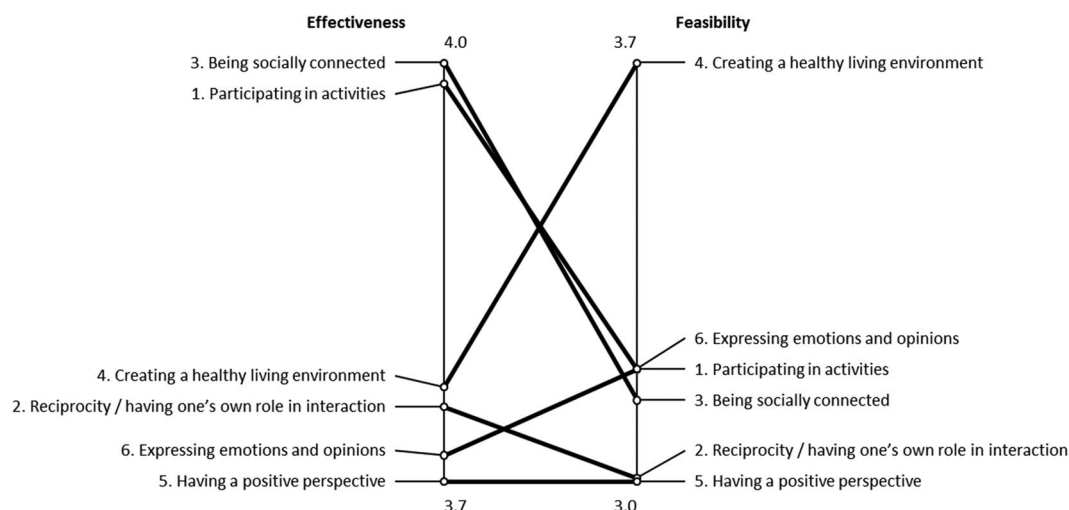 Effectiveness
Feasibility
4.0
3.7
3. Being socially connected
4. Creating a healthy living environment
1. Participating in activities
6. Expressing emotions and opinions
4. Creating a healthy living environment
1. Participating in activities
2. Reciprocity / having one's own role in interaction
3. Being socially connected
6. Expressing emotions and opinions
2. Reciprocity / having one's own role in interaction
5. Having a positive perspective
5. Having a positive perspective
3.7
3.0